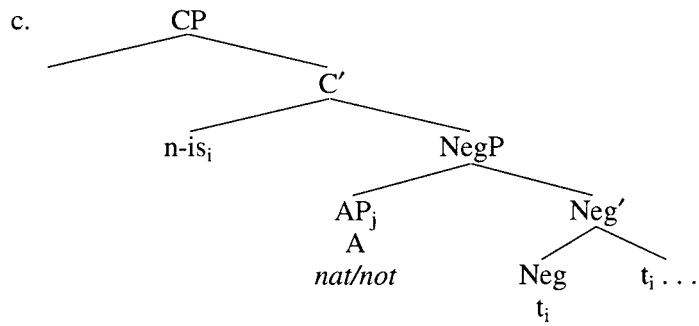 c. CP
C′
n-isᵢ NegP
APⱼ Neg′
A
nat/not Neg tᵢ . . .
tᵢ